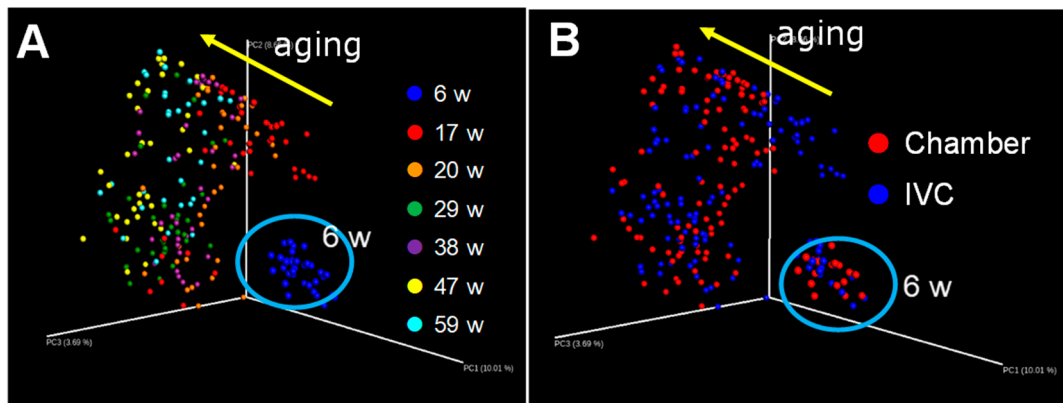 A
aging
6 w
17 w
20 w
29 w
38 w
47 w
59 w
6 w
PC3 (3.69 %)
PC1 (10.01 %)
B
aging
Chamber
IVC
6 w
PC3 (3.69 %)
PC1 (10.01 %)